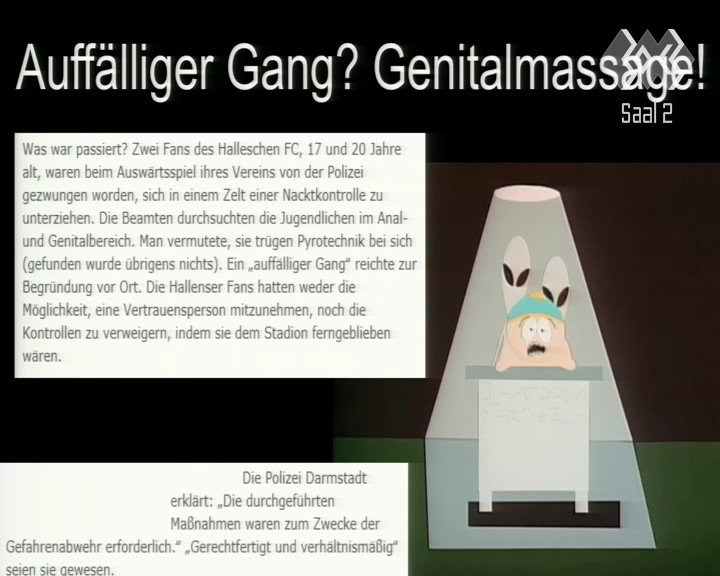 Auffälliger Gang? Genitalmassage!
Saal 2
Was war passiert? Zwei Fans des Halleschen FC, 17 und 20 Jahre
alt, waren beim Auswärtsspiel ihres Vereins von der Polizei
gezwungen worden, sich in einem Zelt einer Nacktkontrolle zu
unterziehen. Die Beamten durchsuchten die Jugendlichen im Anal-
und Genitalbereich. Man vermutete, sie trügen Pyrotechnik bei sich
(gefunden wurde übrigens nichts). Ein „auffälliger Gang“ reichte zur
Begründung vor Ort. Die Hallenser Fans hatten weder die
Möglichkeit, eine Vertrauensperson mitzunehmen, noch die
Kontrollen zu verweigern, indem sie dem Stadion ferngeblieben
wären.
Die Polizei Darmstadt
erklärt: „Die durchgeführten
Maßnahmen waren zum Zwecke der
Gefahrenabwehr erforderlich.“ „Gerechtfertigt und verhältnismäßig“
seien sie gewesen.